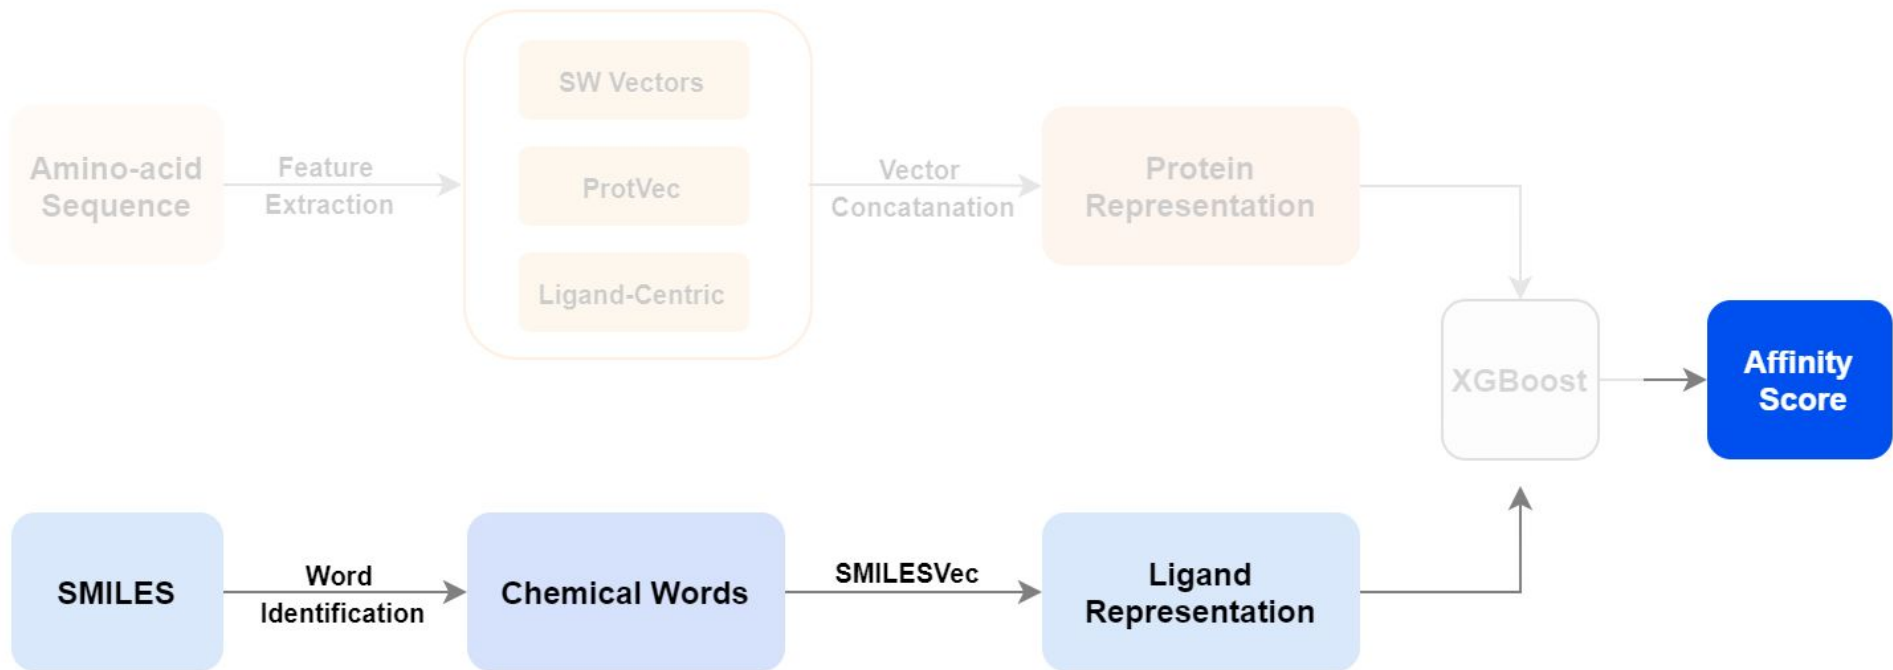 SW Vectors
Amino-acid
Sequence
Feature
Extraction
ProtVec
Ligand-Centric
Vector
Concatanation
Protein
Representation
XGBoost
Affinity
Score
SMILES
Word
Identification
Chemical Words
SMILESVec
Ligand
Representation